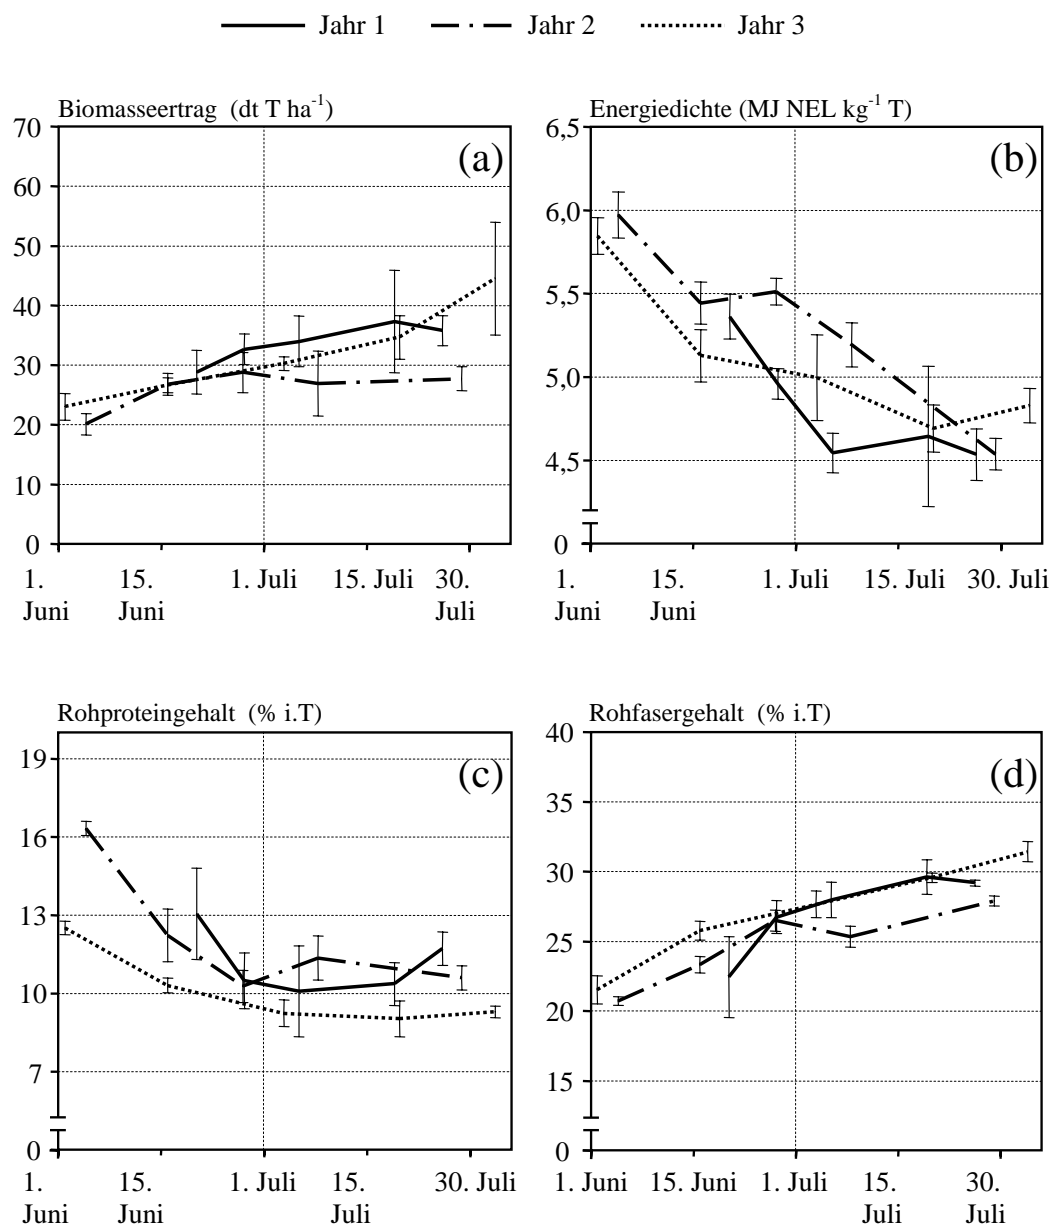 Jahr 1 Jahr 2 Jahr 3
Biomasseertrag (dt T ha⁻¹)
(a)
70
60
50
40
30
20
10
0
1. Juni
15. Juni
1. Juli
15. Juli
30. Juli
Energiedichte (MJ NEL kg⁻¹ T)
(b)
6,5
6,0
5,5
5,0
4,5
0
1. Juni
15. Juni
1. Juli
15. Juli
30. Juli
Rohproteingehalt (% i.T)
(c)
19
16
13
10
7
0
1. Juni
15. Juni
1. Juli
15. Juli
30. Juli
Rohfasergehalt (% i.T)
(d)
40
35
30
25
20
15
0
1. Juni
15. Juni
1. Juli
15. Juli
30. Juli